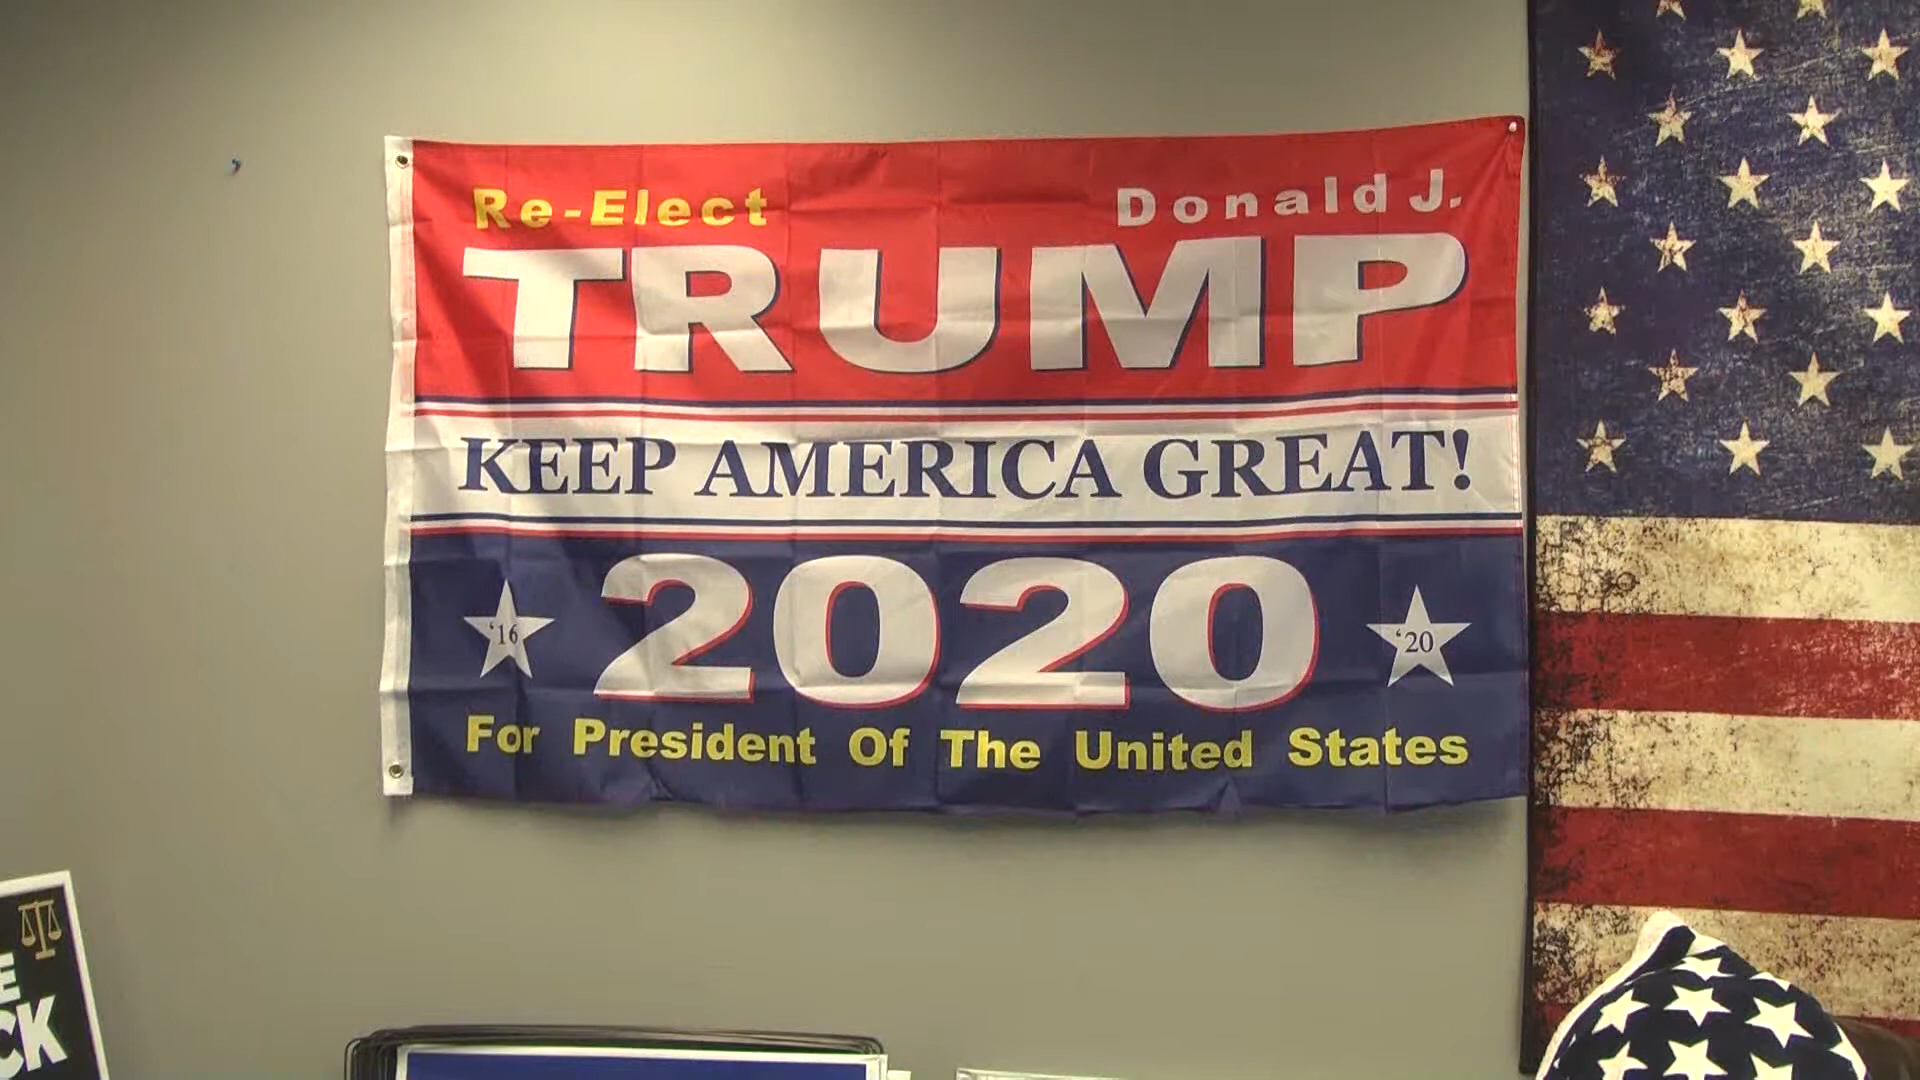 Re-Elect Donald J.
TRUMP
KEEP AMERICA GREAT!
‘16 2020 ‘20
For President Of The United States